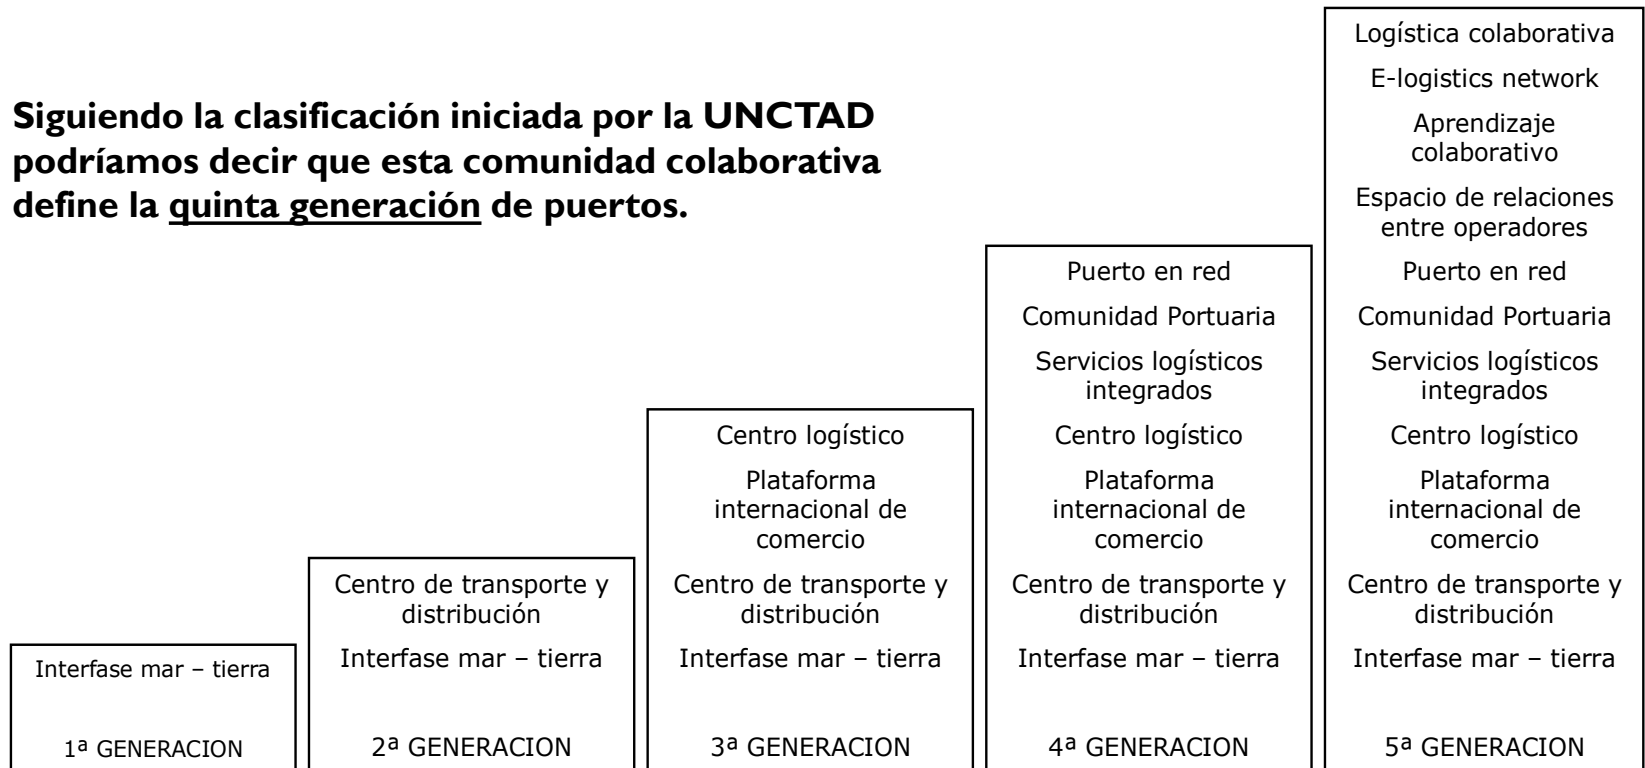 Siguiendo la clasificación iniciada por la UNCTAD
podríamos decir que esta comunidad colaborativa
define la quinta generación de puertos.
Interfase mar – tierra
1ª GENERACION
Centro de transporte y
distribución
Interfase mar – tierra
2ª GENERACION
Centro logístico
Plataforma
internacional de
comercio
Centro de transporte y
distribución
Interfase mar – tierra
3ª GENERACION
Puerto en red
Comunidad Portuaria
Servicios logísticos
integrados
Centro logístico
Plataforma
internacional de
comercio
Centro de transporte y
distribución
Interfase mar – tierra
4ª GENERACION
Logística colaborativa
E-logistics network
Aprendizaje
colaborativo
Espacio de relaciones
entre operadores
Puerto en red
Comunidad Portuaria
Servicios logísticos
integrados
Centro logístico
Plataforma
internacional de
comercio
Centro de transporte y
distribución
Interfase mar – tierra
5ª GENERACION